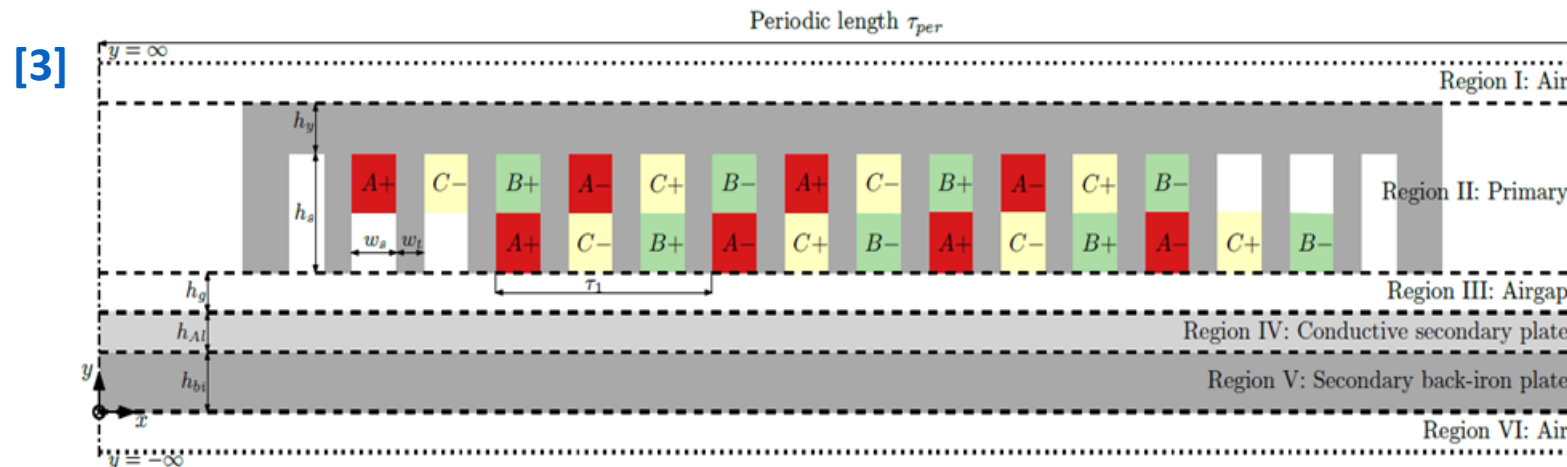 Periodic length τ_per
[3]
y = ∞
Region I: Air
h_y
A+ C− B+ A− C+ B− A+ C− B+ A− C+ B−
h_s
Region II: Primary
w_s w_t
A+ C− B+ A− C+ B− A+ C− B+ A− C+ B−
τ_1
h_g
Region III: Airgap
h_Al
Region IV: Conductive secondary plate
y
h_bi
Region V: Secondary back-iron plate
x
Region VI: Air
y = −∞